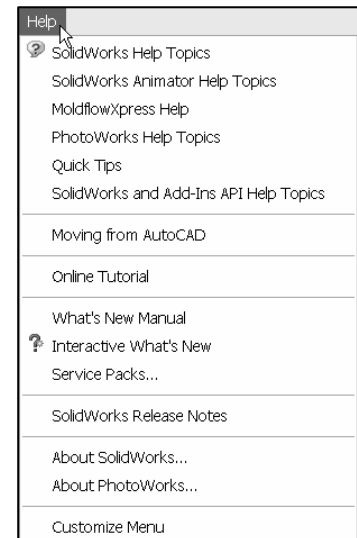 Help
SolidWorks Help Topics
SolidWorks Animator Help Topics
MoldflowXpress Help
PhotoWorks Help Topics
Quick Tips
SolidWorks and Add-Ins API Help Topics
Moving from AutoCAD
Online Tutorial
What's New Manual
Interactive What's New
Service Packs...
SolidWorks Release Notes
About SolidWorks...
About PhotoWorks...
Customize Menu